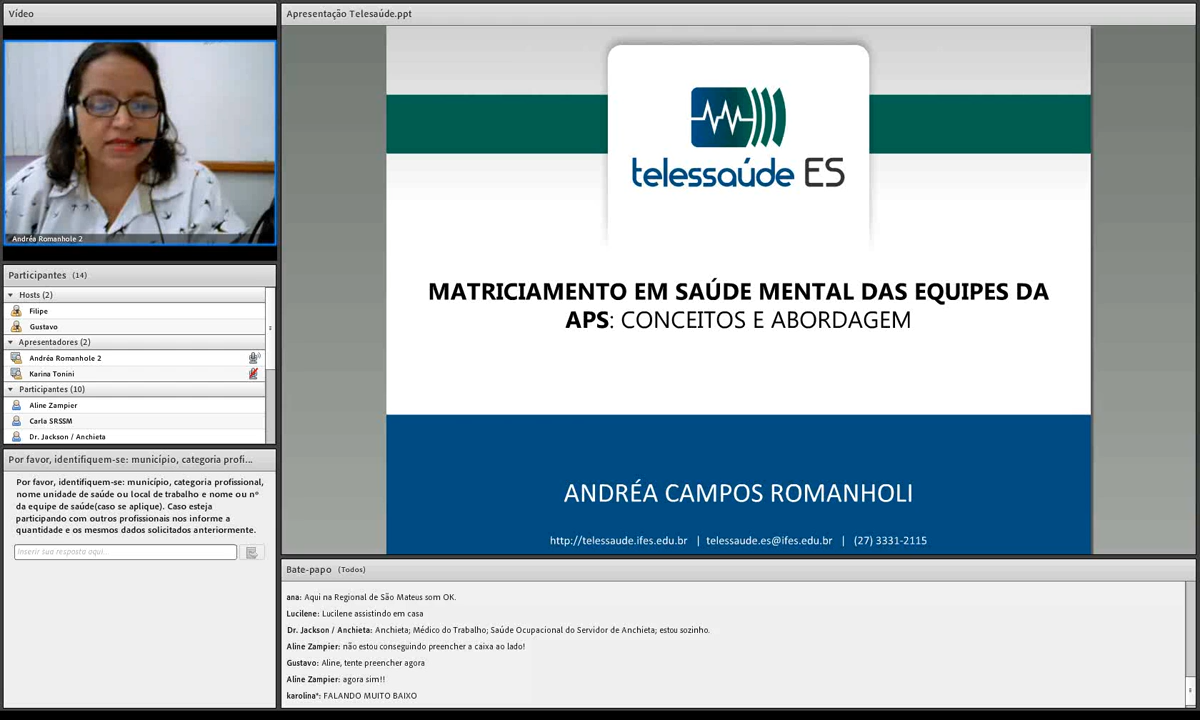 Vídeo
Andréa Romanhole 2
Participantes (14)
Hosts (2)
Filipe
Gustavo
Apresentadores (2)
Andréa Romanhole 2
Karina Tonini
Participantes (10)
Aline Zampier
Carla SRSSM
Dr. Jackson / Anchieta
Por favor, identifiquem-se: município, categoria profi...
Por favor, identifiquem-se: município, categoria profissional,
nome unidade de saúde ou local de trabalho e nome ou nº
da equipe de saúde(caso se aplique). Caso esteja
participando com outros profissionais nos informe a
quantidade e os mesmos dados solicitados anteriormente.
Inserir sua resposta aqui...
Apresentação Telesaúde.ppt
telessaúde ES
MATRICIAMENTO EM SAÚDE MENTAL DAS EQUIPES DA
APS: CONCEITOS E ABORDAGEM
ANDRÉA CAMPOS ROMANHOLI
http://telessaude.ifes.edu.br | telessaude.es@ifes.edu.br | (27) 3331-2115
Bate-papo (Todos)
ana: Aqui na Regional de São Mateus som OK.
Lucilene: Lucilene assistindo em casa
Dr. Jackson / Anchieta: Anchieta; Médico do Trabalho; Saúde Ocupacional do Servidor de Anchieta; estou sozinho.
Aline Zampier: não estou conseguindo preencher a caixa ao lado!
Gustavo: Aline, tente preencher agora
Aline Zampier: agora sim!!
karolina*: FALANDO MUITO BAIXO